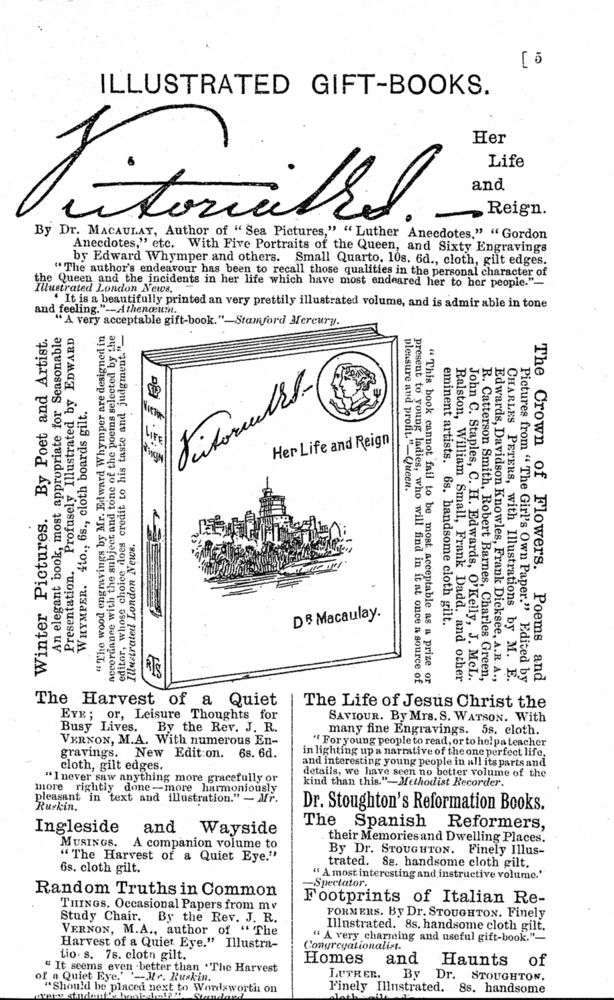 [ 5
ILLUSTRATED GIFT-BOOKS.
Victoria R.I.
Her
Life
and
Reign.
By Dr. Macaulay, Author of "Sea Pictures," "Luther Anecdotes," "Gordon
Anecdotes," etc. With Five Portraits of the Queen, and Sixty Engravings
by Edward Whymper and others. Small Quarto. 10s. 6d., cloth, gilt edges.
"The author's endeavour has been to recall those qualities in the personal character of
the Queen and the incidents in her life which have most endeared her to her people."—
Illustrated London News.
' It is a beautifully printed an very prettily illustrated volume, and is admirable in tone
and feeling."—Athenæum.
"A very acceptable gift-book."—Stamford Mercury.
Winter Pictures. By Poet and Artist.
An elegant book, most appropriate for Seasonable
Presentation. Profusely Illustrated by Edward
Whymper. 4to., 6s., cloth boards gilt.
"The wood engravings by Mr. Edward Whymper are designed in
accordance with the subject and tone of the poems selected by the
editor, whose choice does credit to his taste and judgment."—
Illustrated London News.
VICTORIA
LIFE
REIGN
RTS
Victoria R.I.
Her Life and Reign
DR Macaulay.
"This book cannot fail to be most acceptable as a prize or
present to young ladies, who will find in it at once a source of
pleasure and profit."—Queen.
The Crown of Flowers. Poems and
Pictures from "The Girl's Own Paper." Edited by
Charles Peters, with Illustrations by M. E.
Edwards, Davidson Knowles, Frank Dicksee, A.R.A.,
R. Catterson Smith, Robert Barnes, Charles Green,
John C. Staples, C. H. Edwards, O'Kelly, J. McL.
Ralston, William Small, Frank Dadd, and other
eminent artists. 6s. handsome cloth gilt.
The Harvest of a Quiet
Eye; or, Leisure Thoughts for
Busy Lives. By the Rev. J. R.
Vernon, M.A. With numerous En-
gravings. New Edition. 6s. 6d.
cloth, gilt edges.
"I never saw anything more gracefully or
more rightly done—more harmoniously
pleasant in text and illustration." — Mr.
Ruskin.
Ingleside and Wayside
Musings. A companion volume to
"The Harvest of a Quiet Eye."
6s. cloth gilt.
Random Truths in Common
Things. Occasional Papers from my
Study Chair. By the Rev. J. R.
Vernon, M.A., author of "The
Harvest of a Quiet Eye." Illustra-
tio s. 7s. cloth gilt.
"It seems even better than 'The Harvest
of a Quiet Eye.' '—Mr. Ruskin.
"Should be placed next to Wordsworth on
every student's book-shelf."—Standard
The Life of Jesus Christ the
Saviour. By Mrs. S. Watson. With
many fine Engravings. 5s. cloth.
"For young people to read, or to help a teacher
in lighting up a narrative of the one perfect life,
and interesting young people in all its parts and
details, we have seen no better volume of the
kind than this."—Methodist Recorder.
Dr. Stoughton's Reformation Books.
The Spanish Reformers,
their Memories and Dwelling Places.
By Dr. Stoughton. Finely Illus-
trated. 8s. handsome cloth gilt.
"A most interesting and instructive volume.'
—Spectator.
Footprints of Italian Re-
formers. By Dr. Stoughton. Finely
Illustrated. 8s. handsome cloth gilt.
"A very charming and useful gift-book."—
Congregationalist.
Homes and Haunts of
Luther. By Dr. Stoughton.
Finely Illustrated. 8s. handsome